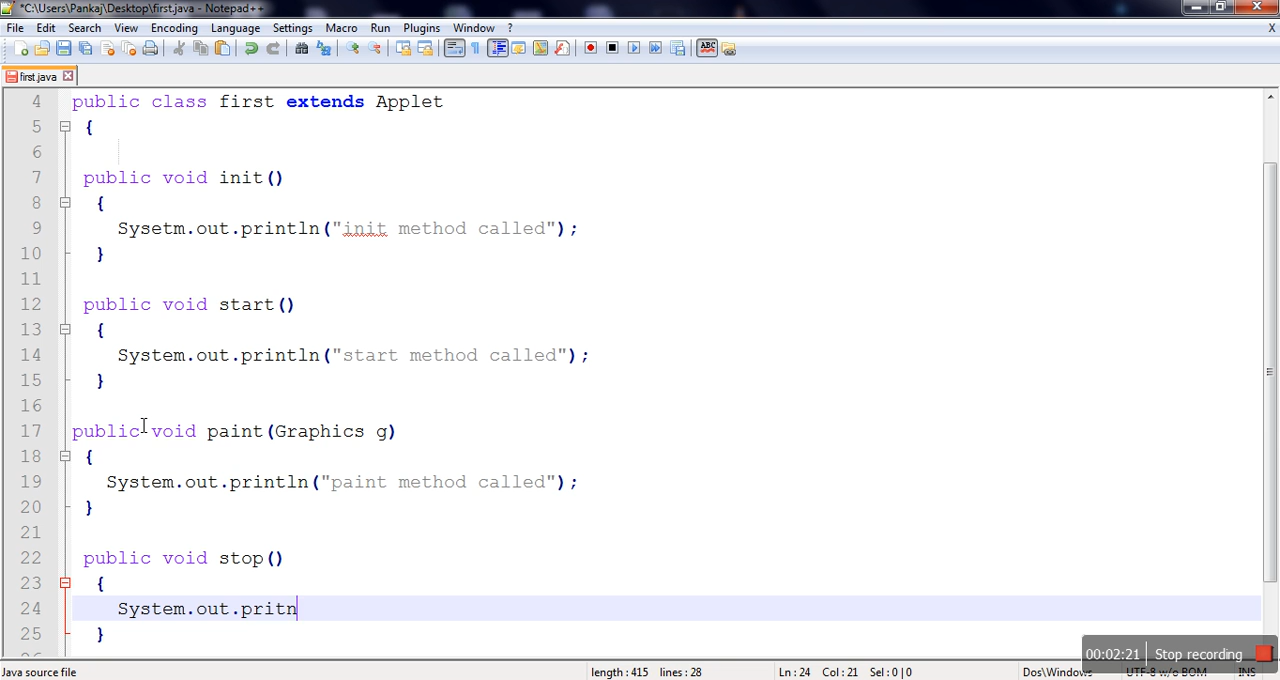 *C:\Users\Pankaj\Desktop\first.java - Notepad++
File Edit Search View Encoding Language Settings Macro Run Plugins Window ? X
ABC
first.java
4 public class first extends Applet
5 {
6
7 public void init()
8 {
9 Sysetm.out.println("init method called");
10 }
11
12 public void start()
13 {
14 System.out.println("start method called");
15 }
16
17 public void paint(Graphics g)
18 {
19 System.out.println("paint method called");
20 }
21
22 public void stop()
23 {
24 System.out.pritn
25 }
26
00:02:21 Stop recording
Java source file length : 415 lines : 28 Ln : 24 Col : 21 Sel : 0 | 0 Dos\Windows UTF-8 w/o BOM INS